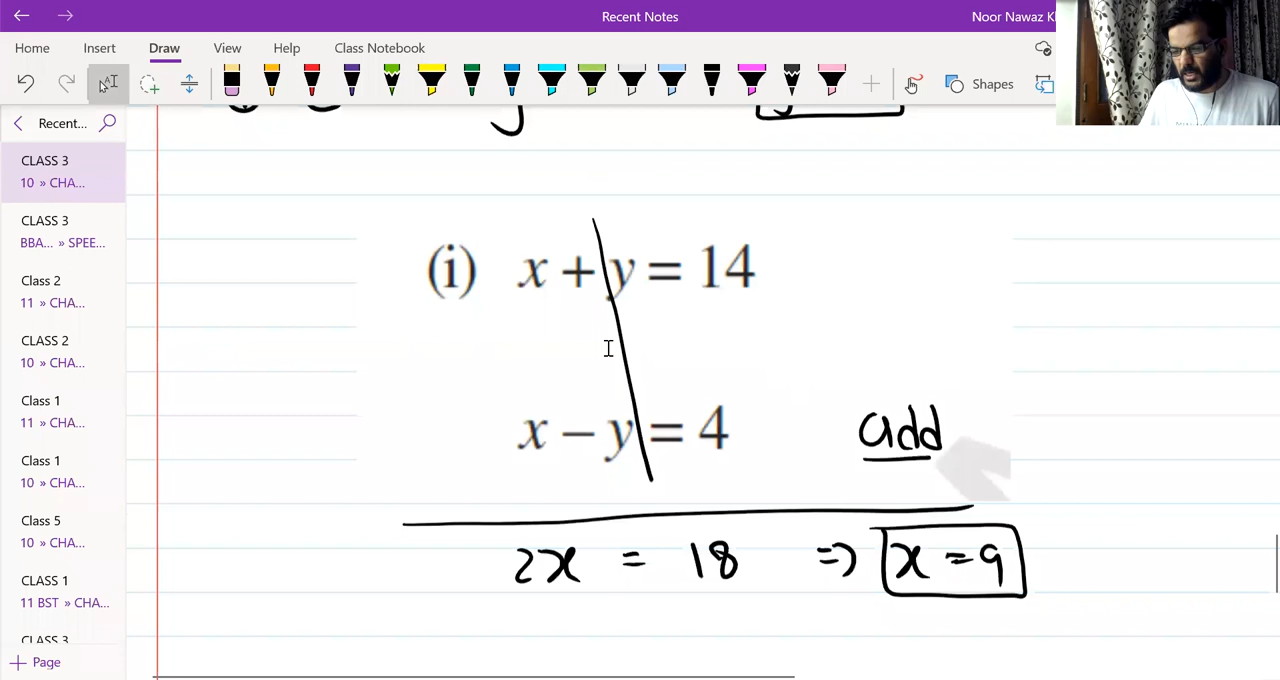 Recent Notes
Noor Nawaz
Home Insert Draw View Help Class Notebook
Shapes
Recent...
CLASS 3
10 » CHA...
CLASS 3
BBA... » SPEE...
Class 2
11 » CHA...
CLASS 2
10 » CHA...
Class 1
11 » CHA...
Class 1
10 » CHA...
Class 5
10 » CHA...
CLASS 1
11 BST » CHA...
CLASS 3
Page
(i) x + y = 14
x − y = 4 add
2x = 18 => x = 9